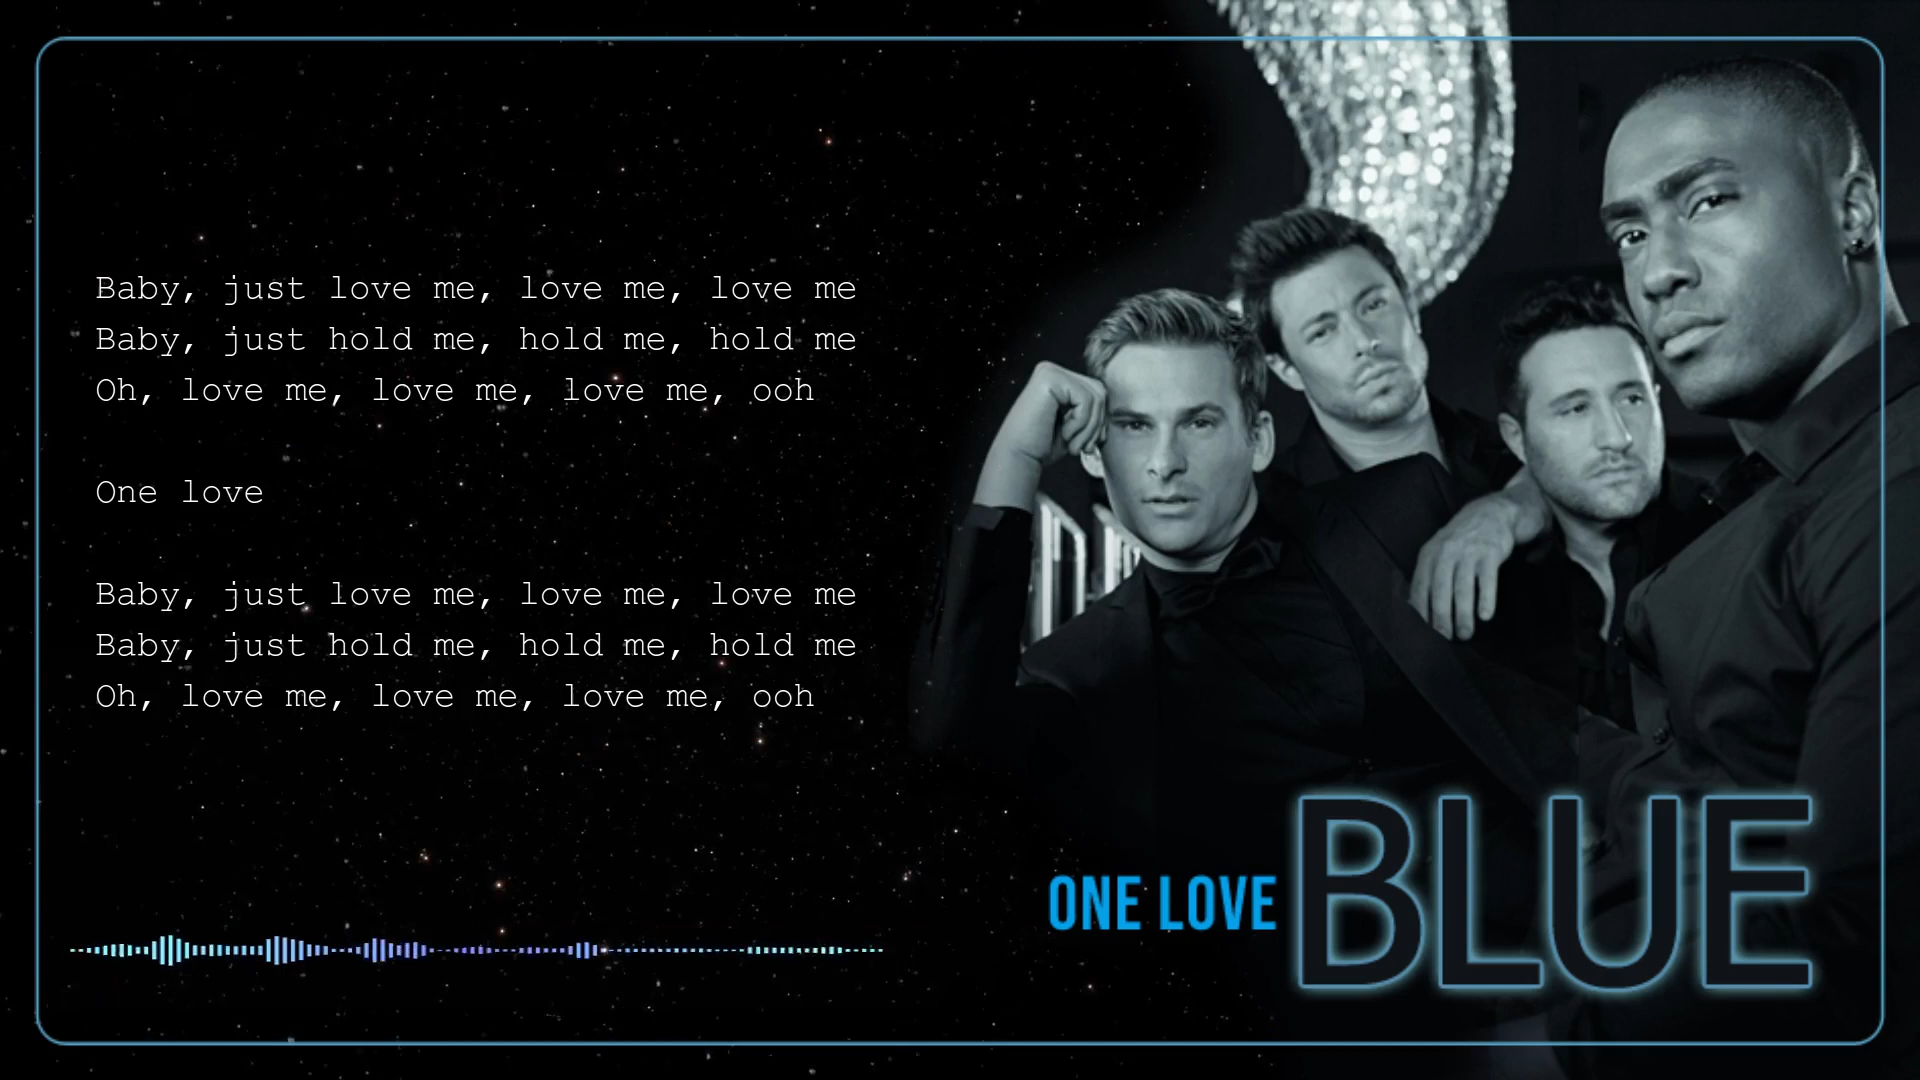 Baby, just love me, love me, love me
Baby, just hold me, hold me, hold me
Oh, love me, love me, love me, ooh
One love
Baby, just love me, love me, love me
Baby, just hold me, hold me, hold me
Oh, love me, love me, love me, ooh
ONE LOVE BLUE